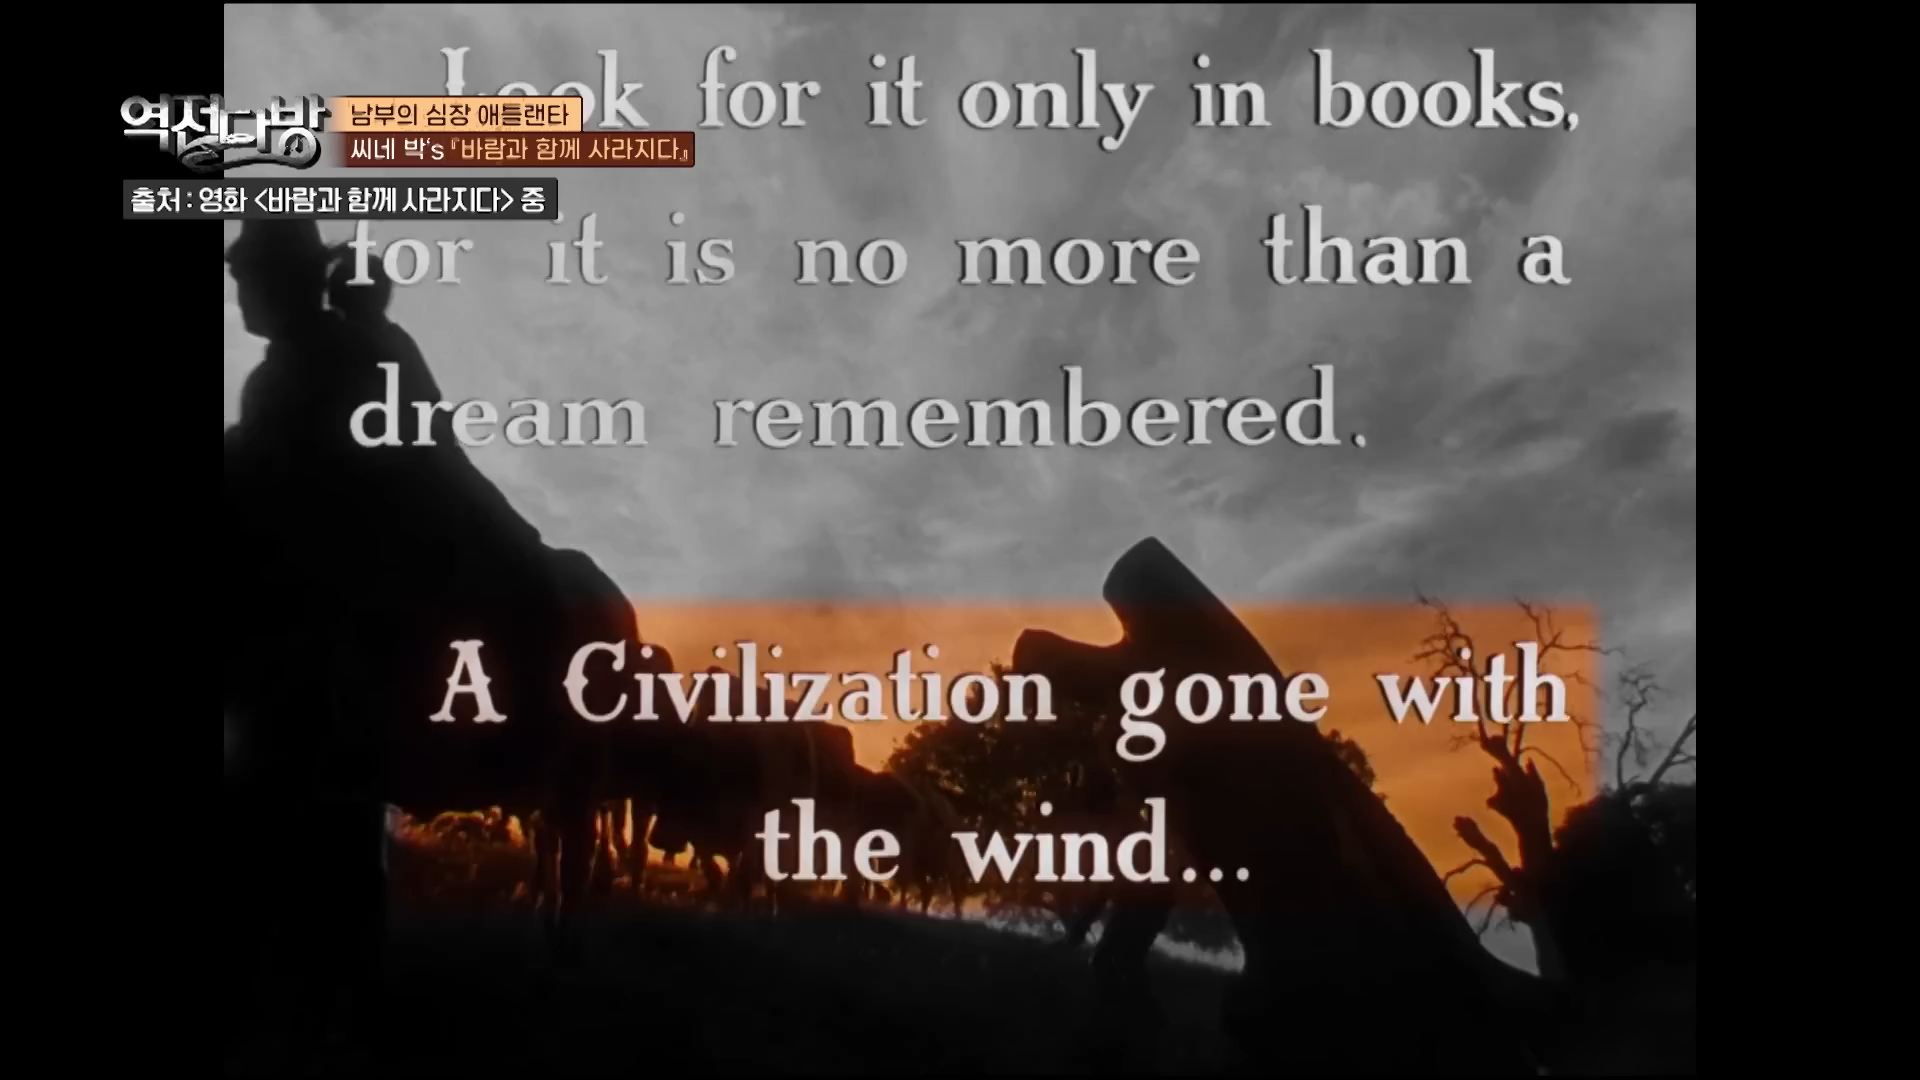 역전다방
남부의 심장 애틀랜타
씨네 박's 『바람과 함께 사라지다』
출처 : 영화 <바람과 함께 사라지다> 중
Look for it only in books,
for it is no more than a
dream remembered.
A Civilization gone with
the wind...